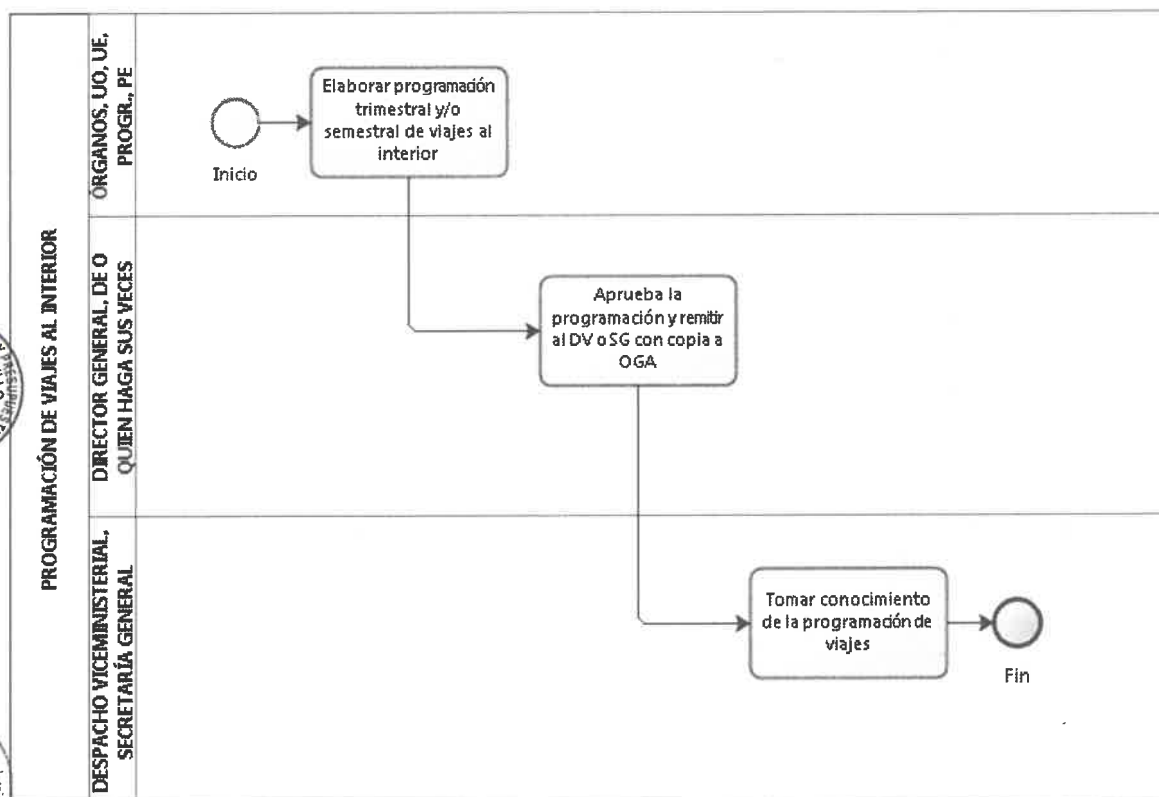 PROGRAMACIÓN DE VIAJES AL INTERIOR
ÓRGANOS, UO, UE,
PROGR., PE
Inicio
Elaborar programación
trimestral y/o
semestral de viajes al
interior
DIRECTOR GENERAL, DE O
QUIEN HAGA SUS VECES
Aprueba la
programación y remitir
al DV o SG con copia a
OGA
DESPACHO VICEMINISTERIAL,
SECRETARÍA GENERAL
Tomar conocimiento
de la programación de
viajes
Fin